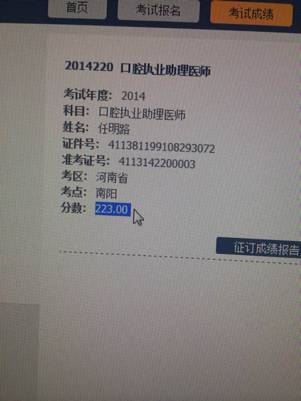 首页 考试报名 考试成绩
2014220 口腔执业助理医师
考试年度： 2014
科目： 口腔执业助理医师
姓名： 任明路
证件号： 411381199108293072
准考证号： 4113142200003
考区： 河南省
考点： 南阳
分数： 223.00
征订成绩报告